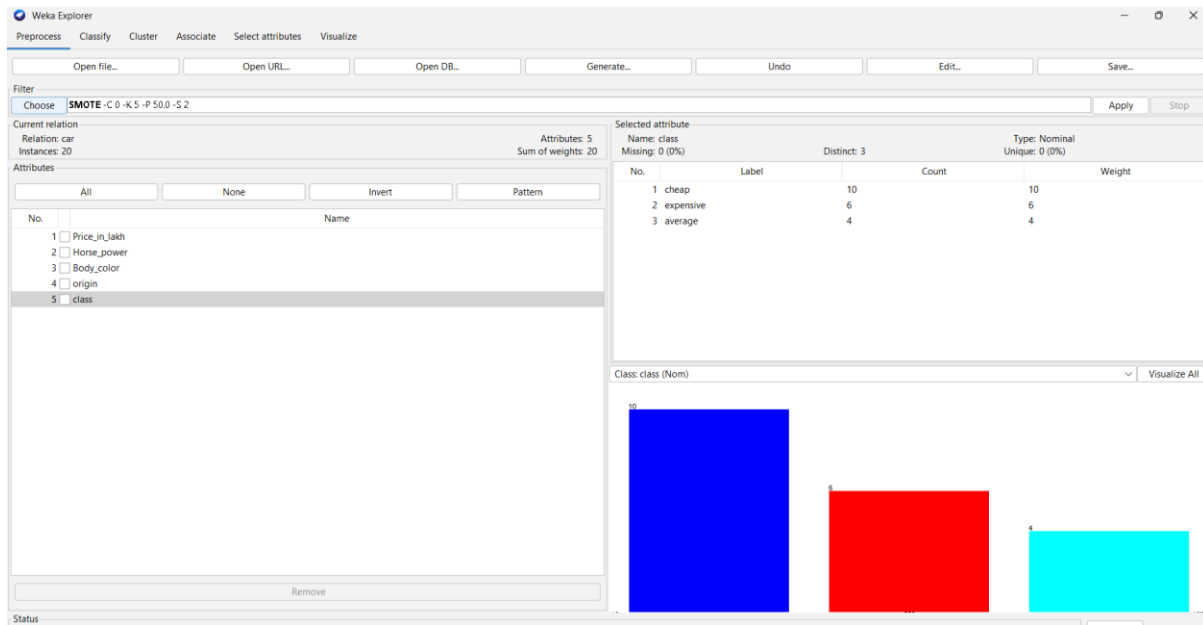 Weka Explorer
Preprocess Classify Cluster Associate Select attributes Visualize
Open file... Open URL... Open DB... Generate... Undo Edit... Save...
Filter
Choose SMOTE -C 0 -K 5 -P 50.0 -S 2 Apply Stop
Current relation
Relation: car Attributes: 5
Instances: 20 Sum of weights: 20
Attributes
All None Invert Pattern
No. Name
1 Price_in_lakh
2 Horse_power
3 Body_color
4 origin
5 class
Remove
Status
Selected attribute
Name: class Type: Nominal
Missing: 0 (0%) Distinct: 3 Unique: 0 (0%)
No. Label Count Weight
1 cheap 10 10
2 expensive 6 6
3 average 4 4
Class: class (Nom) Visualize All
10
6
4